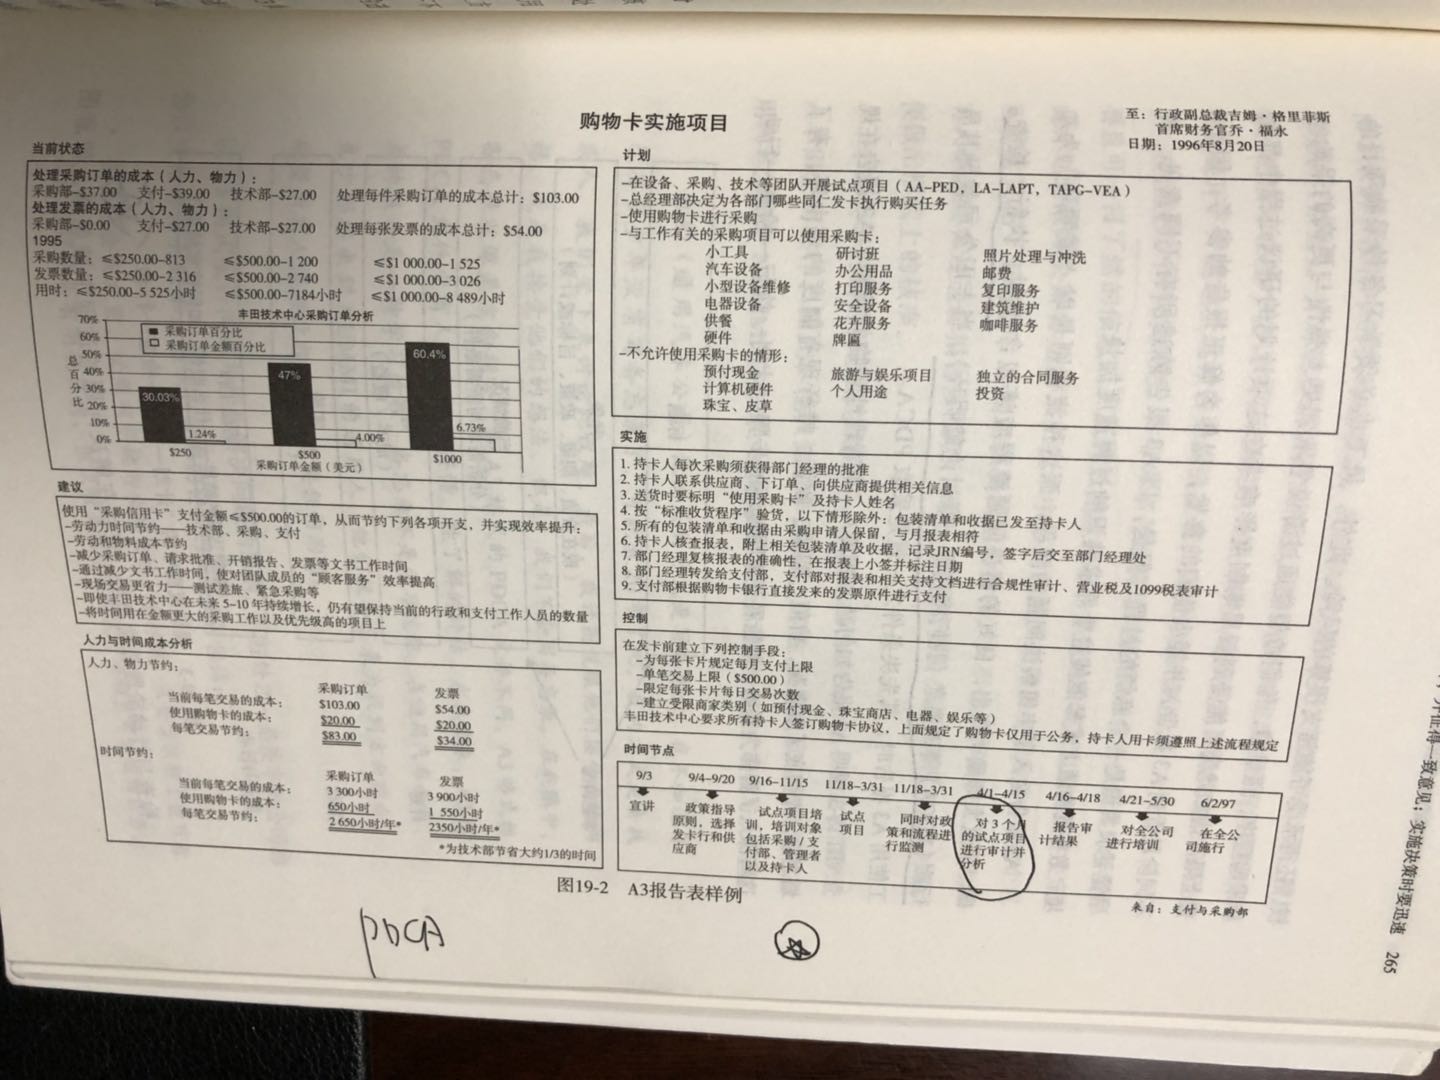 购物卡实施项目
至：行政副总裁吉姆·格里菲斯
首席财务官乔·福永
日期：1996年8月20日
当前状态
处理采购订单的成本（人力、物力）：
采购部–$37.00 支付–$39.00 技术部–$27.00 处理每件采购订单的成本总计：$103.00
处理发票的成本（人力、物力）：
采购部–$0.00 支付–$27.00 技术部–$27.00 处理每张发票的成本总计：$54.00
1995
采购数量：≤$250.00–813 ≤$500.00–1 200 ≤$1 000.00–1 525
发票数量：≤$250.00–2 316 ≤$500.00–2 740 ≤$1 000.00–3 026
用时：≤$250.00–5 525小时 ≤$500.00–7184小时 ≤$1 000.00–8 489小时
丰田技术中心采购订单分析
采购订单百分比
采购订单金额百分比
总百分比
70%
60%
50%
40%
30%
20%
10%
0%
30.03%
1.24%
47%
4.00%
60.4%
6.73%
$250 $500 $1000
采购订单金额（美元）
建议
使用“采购信用卡”支付金额≤$500.00的订单，从而节约下列各项开支，并实现效率提升：
–劳动力时间节约——技术部、采购、支付
–劳动和物料成本节约
–减少采购订单、请求批准、开销报告、发票等文书工作时间
–通过减少文书工作时间，使对团队成员的“顾客服务”效率提高
–现场交易更省力——测试差旅、紧急采购等
–即使丰田技术中心在未来5–10年持续增长，仍有望保持当前的行政和支付工作人员的数量
–将时间用在金额更大的采购工作以及优先级高的项目上
人力与时间成本分析
人力、物力节约：
采购订单 发票
当前每笔交易的成本： $103.00 $54.00
使用购物卡的成本： $20.00 $20.00
每笔交易节约： $83.00 $34.00
时间节约：
采购订单 发票
当前每笔交易的成本： 3 300小时 3 900小时
使用购物卡的成本： 650小时 1 550小时
每笔交易节约： 2 650小时/年* 2350小时/年*
*为技术部节省大约1/3的时间
计划
–在设备、采购、技术等团队开展试点项目（AA-PED，LA-LAPT，TAPG-VEA）
–总经理部决定为各部门哪些同仁发卡执行购买任务
–使用购物卡进行采购
–与工作有关的采购项目可以使用采购卡：
小工具 研讨班 照片处理与冲洗
汽车设备 办公用品 邮费
小型设备维修 打印服务 复印服务
电器设备 安全设备 建筑维护
供餐 花卉服务 咖啡服务
硬件 牌匾
–不允许使用采购卡的情形：
预付现金 旅游与娱乐项目 独立的合同服务
计算机硬件 个人用途 投资
珠宝、皮草
实施
1. 持卡人每次采购须获得部门经理的批准
2. 持卡人联系供应商、下订单、向供应商提供相关信息
3. 送货时要标明“使用采购卡”及持卡人姓名
4. 按“标准收货程序”验货，以下情形除外：包装清单和收据已发至持卡人
5. 所有的包装清单和收据由采购申请人保留，与月报表相符
6. 持卡人核查报表，附上相关包装清单及收据，记录JRN编号，签字后交至部门经理处
7. 部门经理复核报表的准确性，在报表上小签并标注日期
8. 部门经理转发给支付部，支付部对报表和相关支持文档进行合规性审计、营业税及1099税表审计
9. 支付部根据购物卡银行直接发来的发票原件进行支付
控制
在发卡前建立下列控制手段：
–为每张卡片规定每月支付上限
–单笔交易上限（$500.00）
–限定每张卡片每日交易次数
–建立受限商家类别（如预付现金、珠宝商店、电器、娱乐等）
丰田技术中心要求所有持卡人签订购物卡协议，上面规定了购物卡仅用于公务，持卡人用卡须遵照上述流程规定
时间节点
9/3 9/4–9/20 9/16–11/15 11/18–3/31 11/18–3/31 4/1–4/15 4/16–4/18 4/21–5/30 6/2/97
宣讲
政策指导原则，选择发卡行和供应商
试点项目培训，培训对象包括采购/支付部、管理者以及持卡人
试点项目
同时对政策和流程进行监测
对3个月的试点项目进行审计并分析
报告审计结果
对全公司进行培训
在全公司施行
来自：支付与采购部
图19-2 A3报告表样例
PDCA
一致意见；实施决策时要迅速 265